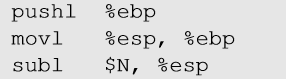 pushl %ebp
movl %esp, %ebp
subl $N, %esp